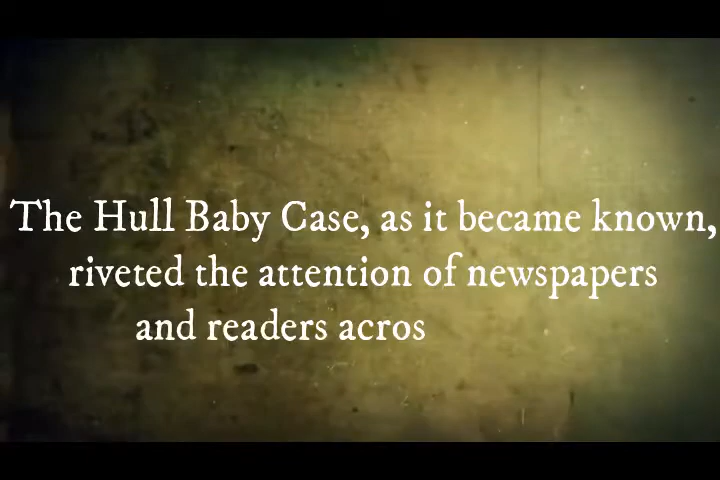 The Hull Baby Case, as it became known,
riveted the attention of newspapers
and readers acros